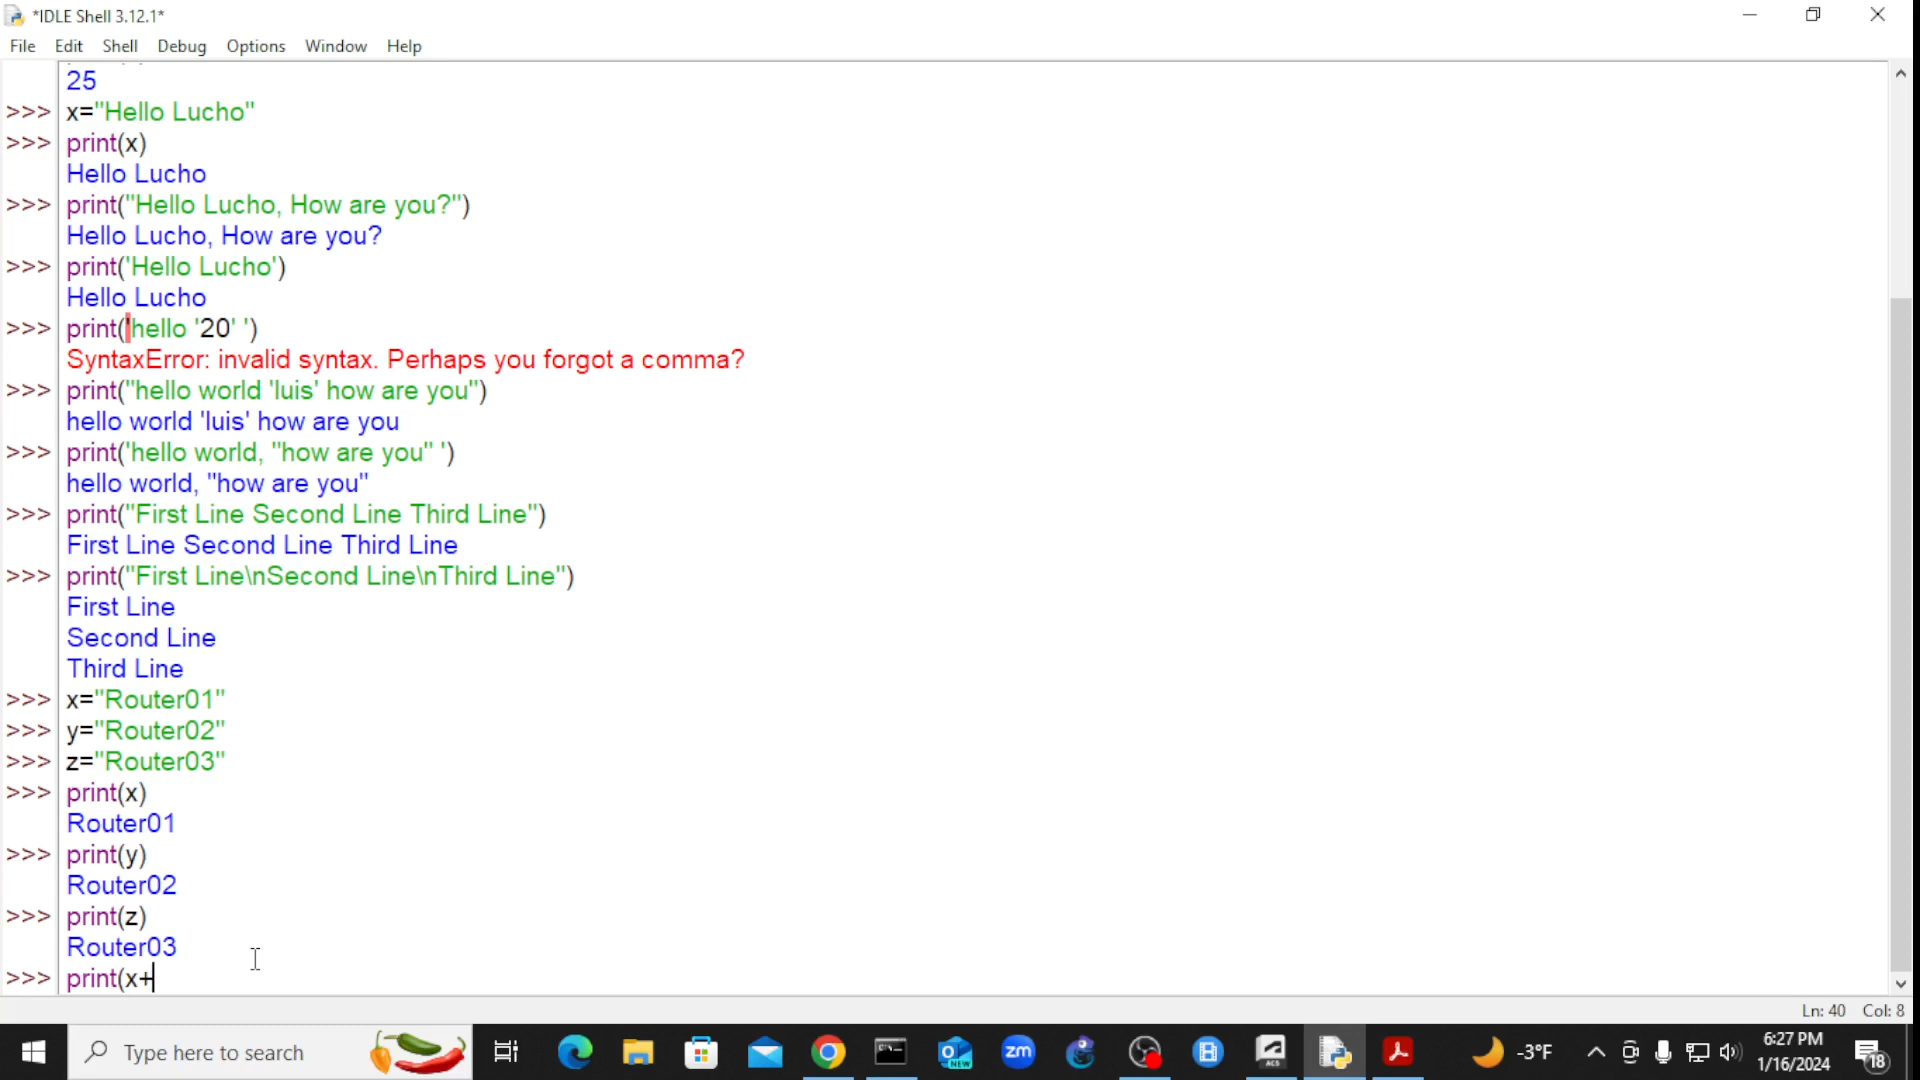 *IDLE Shell 3.12.1*
File Edit Shell Debug Options Window Help
25
>>> x="Hello Lucho"
>>> print(x)
Hello Lucho
>>> print("Hello Lucho, How are you?")
Hello Lucho, How are you?
>>> print('Hello Lucho')
Hello Lucho
>>> print('hello '20' ')
SyntaxError: invalid syntax. Perhaps you forgot a comma?
>>> print("hello world 'luis' how are you")
hello world 'luis' how are you
>>> print('hello world, "how are you" ')
hello world, "how are you"
>>> print("First Line Second Line Third Line")
First Line Second Line Third Line
>>> print("First Line\nSecond Line\nThird Line")
First Line
Second Line
Third Line
>>> x="Router01"
>>> y="Router02"
>>> z="Router03"
>>> print(x)
Router01
>>> print(y)
Router02
>>> print(z)
Router03
>>> print(x+
Ln: 40 Col: 8
Type here to search
NEW
zm
ACS
-3°F
6:27 PM
1/16/2024
18